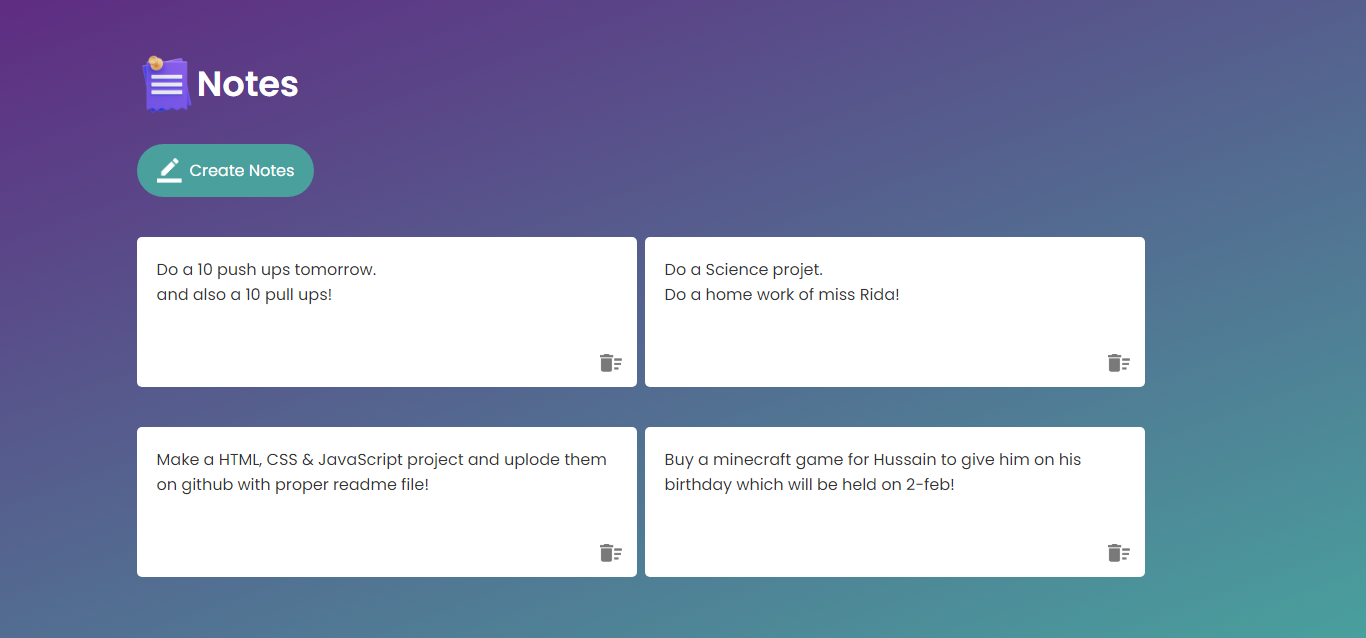 Notes
Create Notes
Do a 10 push ups tomorrow.
and also a 10 pull ups!
Do a Science projet.
Do a home work of miss Rida!
Make a HTML, CSS & JavaScript project and uplode them
on github with proper readme file!
Buy a minecraft game for Hussain to give him on his
birthday which will be held on 2-feb!